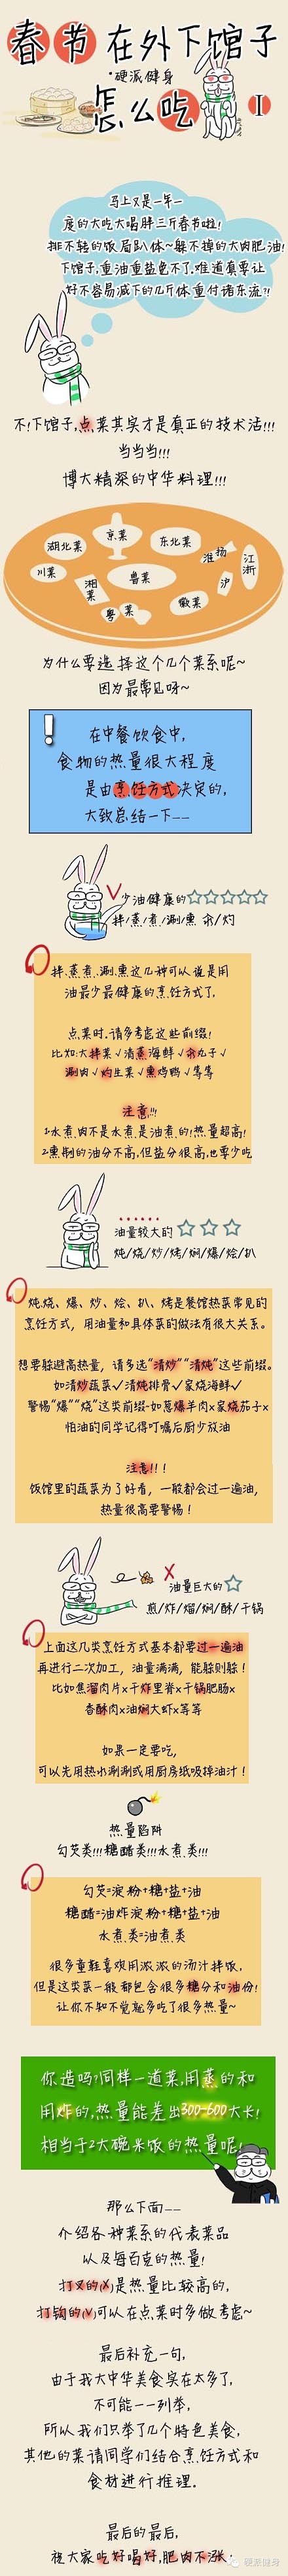 春节在外下馆子
·硬派健身
怎么吃 I
马上又是一年一
度的大吃大喝胖三斤春节啦!
排不转的饭局趴体~躲不掉的大肉肥油!
下馆子,重油重盐免不了.难道真要让
好不容易减下的几斤体重付诸东流?!
不!下馆子,点菜其实才是真正的技术活!!!
当当当!!!
博大精深的中华料理!!!
湖北菜
京菜
东北菜
淮扬
江浙
川菜
湘菜
鲁菜
沪
粤菜
徽菜
为什么要选择这个几个菜系呢~
因为最常见呀~
在中餐饮食中,
食物的热量很大程度
是由烹饪方式决定的,
大致总结一下——
少油健康的☆☆☆☆☆
拌/蒸/煮/涮/熏 汆/灼
拌.蒸.煮.涮.熏这几种可以说是用
油最少最健康的烹饪方式了.
点菜时.请多考虑这些前缀!
比如:大拌菜√清蒸海鲜√汆丸子√
涮肉√灼生菜√熏鸡鸭√等等
注意!!!
1水煮肉不是水煮是油煮的!热量超高!
2熏制的油分不高,但盐分很高,也要少吃
油量较大的☆☆☆
炖/烧/炒/烤/焖/爆/烩/扒
炖、烧、爆、炒、烩、扒、烤是餐馆热菜常见的
烹饪方式，用油量和具体菜的做法有很大关系。
想要躲避高热量，请多选“清炒”“清炖”这些前缀。
如清炒蔬菜√清炖排骨√家烧海鲜√
警惕“爆”“烧”这类前缀-如葱爆羊肉x家烧茄子x
怕油的同学记得叮嘱后厨少放油
注意!!!
饭馆里的蔬菜为了好看，一般都会过一遍油,
热量很高要警惕！
油量巨大的☆
煎/炸/熘/焖/酥/干锅
上面这几类烹饪方式基本都要过一遍油
再进行二次加工，油量满满，能躲则躲！
比如焦溜肉片x干炸里脊x干锅肥肠x
香酥肉x油焖大虾x等等
如果一定要吃,
可以先用热水涮涮或用厨房纸吸掉油汁！
热量陷阱
勾芡类!!!糖醋类!!!水煮类!!!
勾芡=淀粉+糖+盐+油
糖醋=油炸淀粉+糖+盐+油
水煮类=油煮类
很多童鞋喜欢用浓浓的汤汁拌饭,
但是这类菜一般都包含很多糖分和油份!
让你不知不觉就多吃了很多热量~
你造吗?同样一道菜,用蒸的和
用炸的,热量能差出300-600大卡!
相当于2大碗米饭的热量呢!
那么下面——
介绍各种菜系的代表菜品
以及每百克的热量!
打叉的(X)是热量比较高的,
打钩的(√)可以在点菜时多做考虑~
最后补充一句,
由于我大中华美食实在太多了,
不可能一一列举,
所以我们只举了几个特色美食,
其他的菜请同学们结合烹饪方式和
食材进行推理.
最后的最后,
祝大家吃好喝好,肥肉不涨~
硬派健身